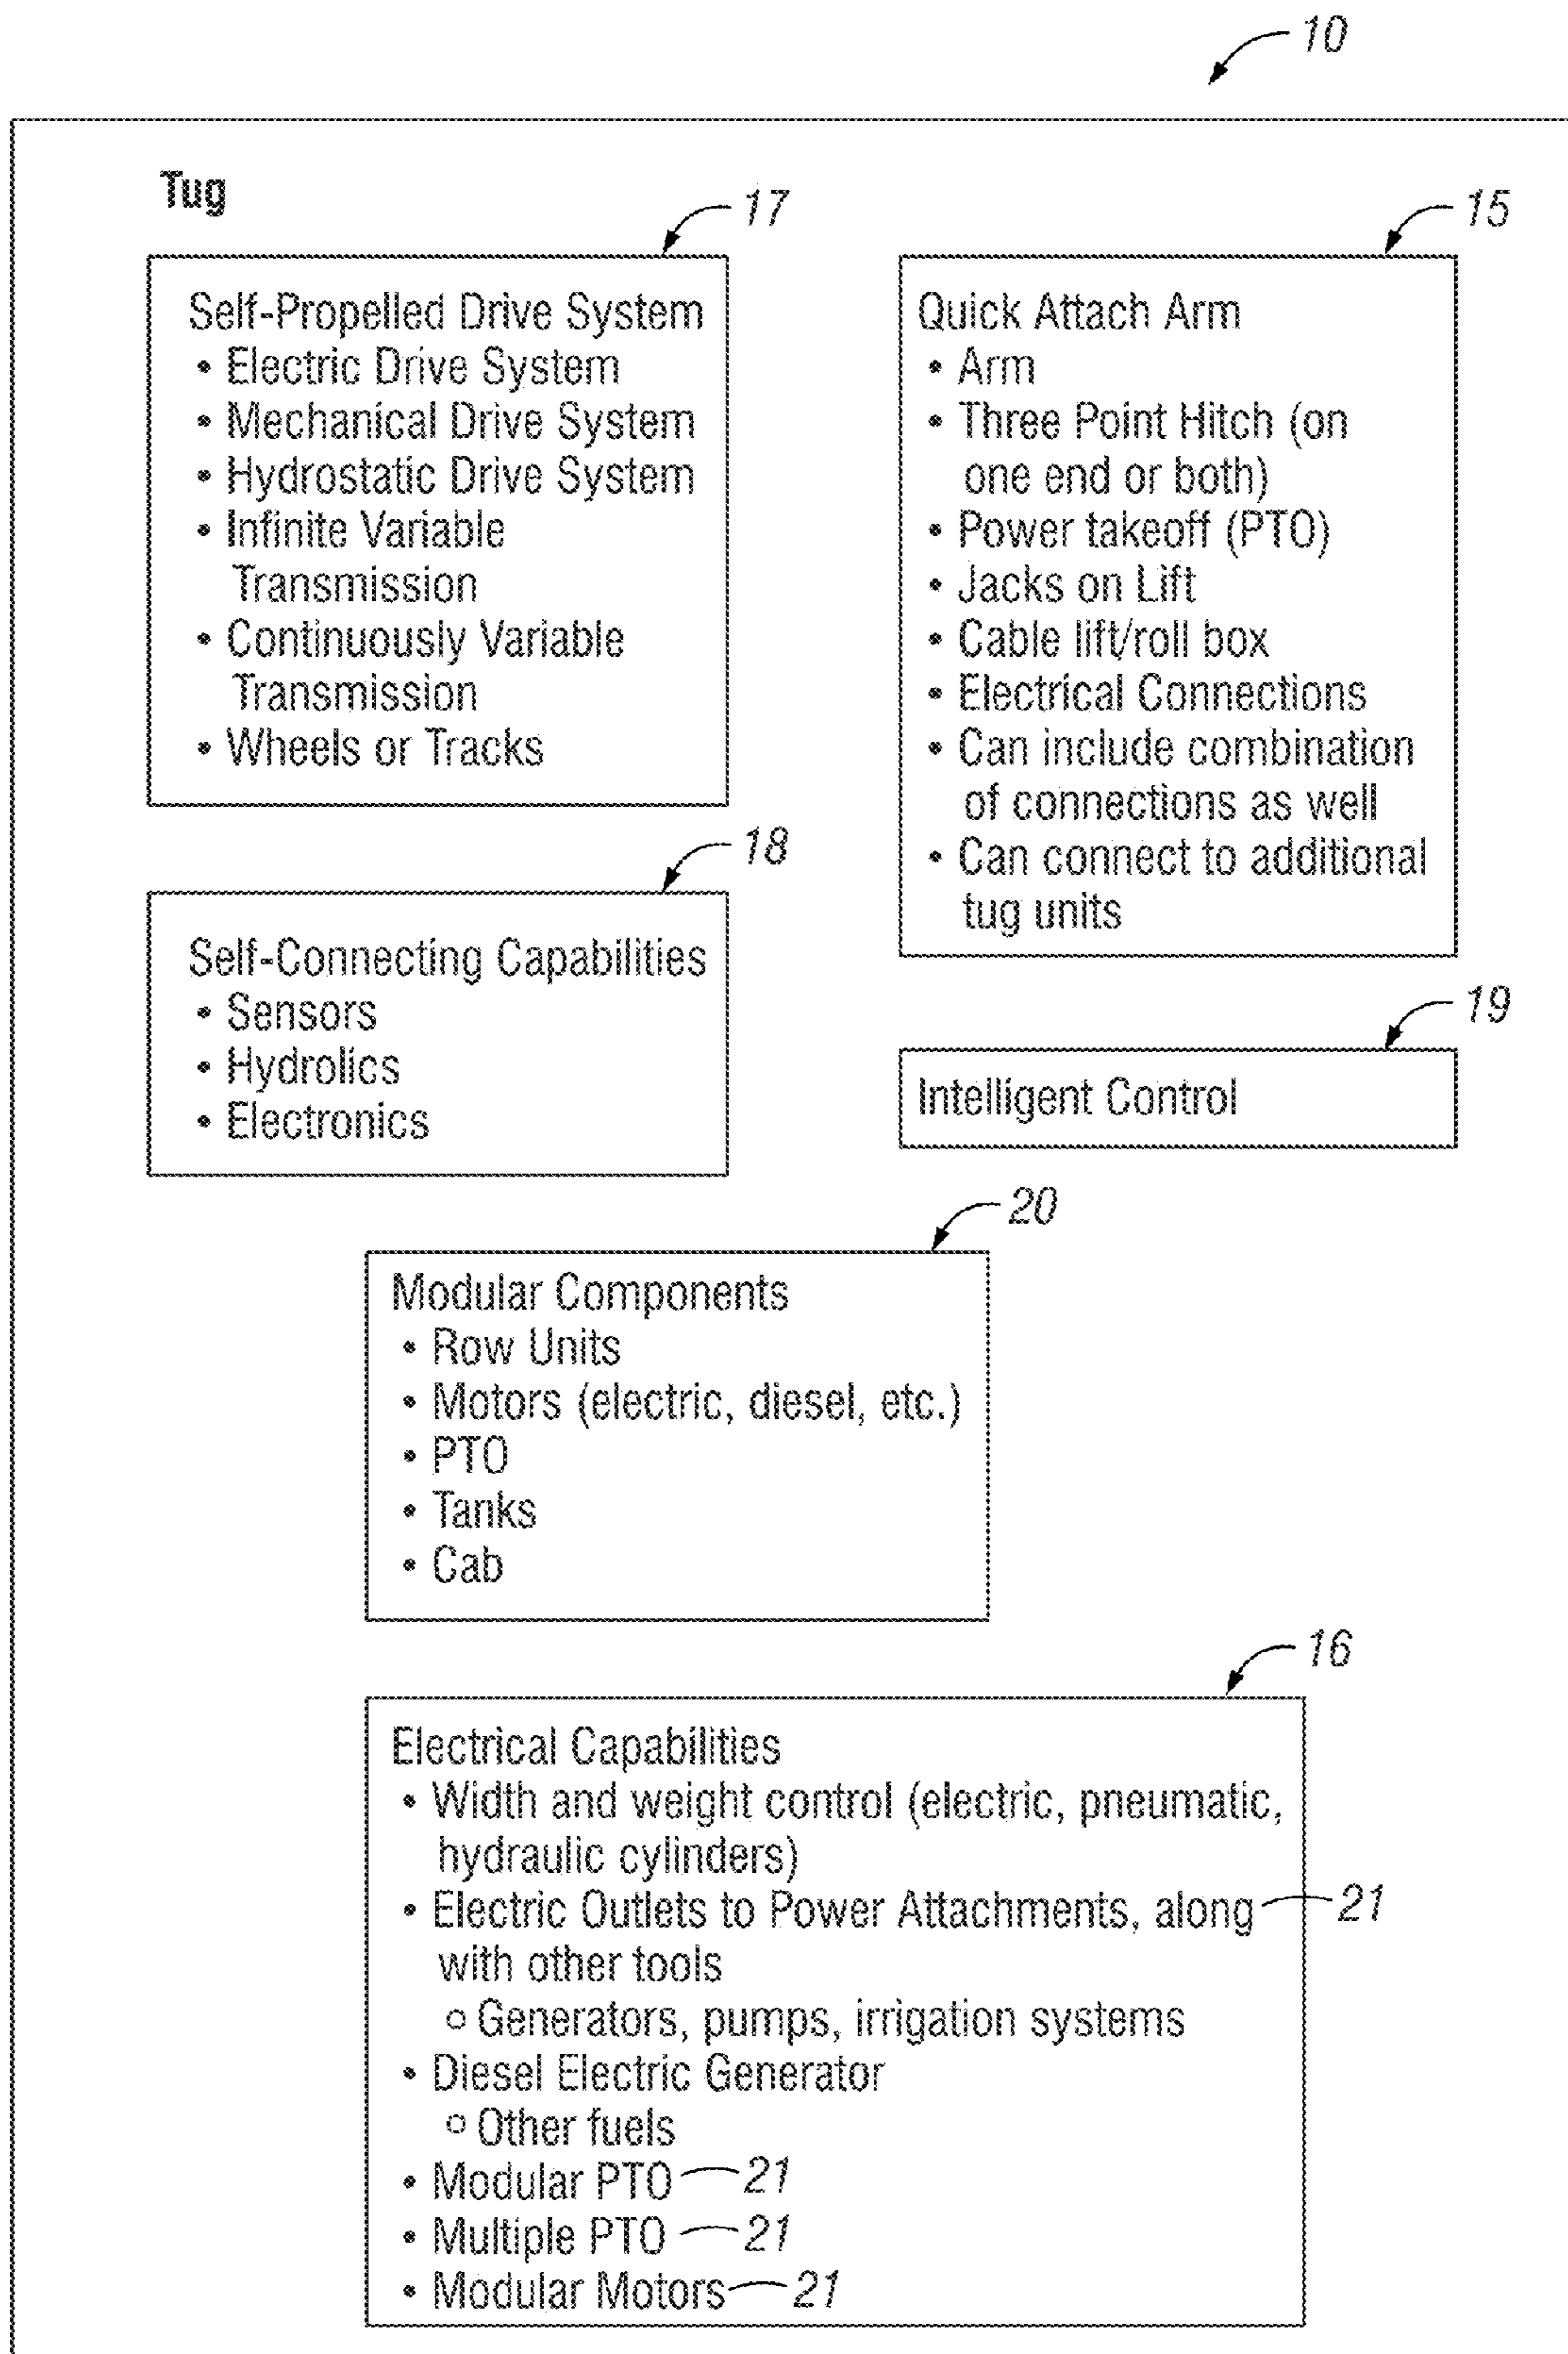 10
Tug
17
Self-Propelled Drive System
• Electric Drive System
• Mechanical Drive System
• Hydrostatic Drive System
• Infinite Variable
Transmission
• Continuously Variable
Transmission
• Wheels or Tracks
15
Quick Attach Arm
• Arm
• Three Point Hitch (on
one end or both)
• Power takeoff (PTO)
• Jacks on Lift
• Cable lift/roll box
• Electrical Connections
• Can include combination
of connections as well
• Can connect to additional
tug units
18
Self-Connecting Capabilities
• Sensors
• Hydrolics
• Electronics
19
Intelligent Control
20
Modular Components
• Row Units
• Motors (electric, diesel, etc.)
• PTO
• Tanks
• Cab
16
Electrical Capabilities
• Width and weight control (electric, pneumatic,
hydraulic cylinders)
• Electric Outlets to Power Attachments, along 21
with other tools
○ Generators, pumps, irrigation systems
• Diesel Electric Generator
○ Other fuels
• Modular PTO 21
• Multiple PTO 21
• Modular Motors 21